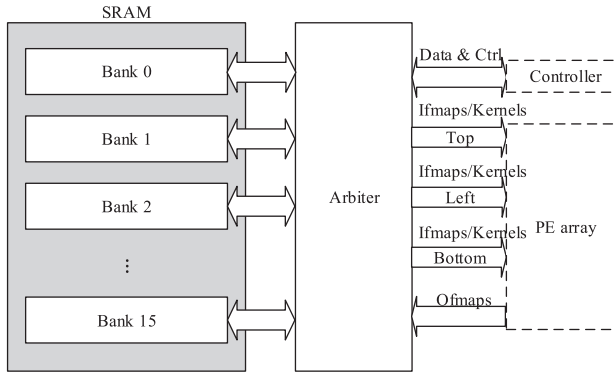 SRAM
Bank 0
Bank 1
Bank 2
...
Bank 15
Arbiter
Data & Ctrl
Controller
Ifmaps/Kernels
Top
Ifmaps/Kernels
Left
Ifmaps/Kernels
Bottom
PE array
Ofmaps